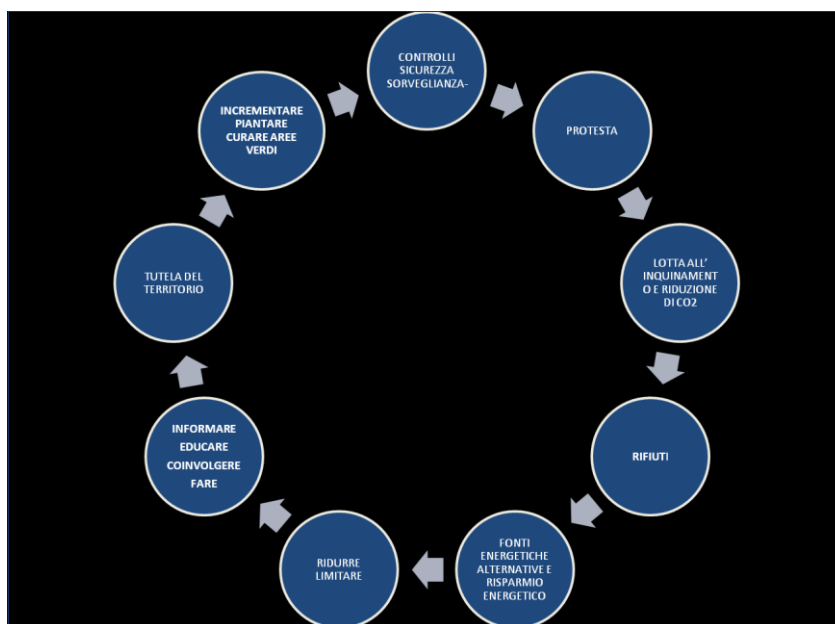 CONTROLLI
SICUREZZA
SORVEGLIANZA-
PROTESTA
LOTTA ALL'
INQUINAMENT
O E RIDUZIONE
DI CO2
RIFIUTI
FONTI
ENERGETICHE
ALTERNATIVE E
RISPARMIO
ENERGETICO
RIDURRE
LIMITARE
INFORMARE
EDUCARE
COINVOLGERE
FARE
TUTELA DEL
TERRITORIO
INCREMENTARE
PIANTARE
CURARE AREE
VERDI